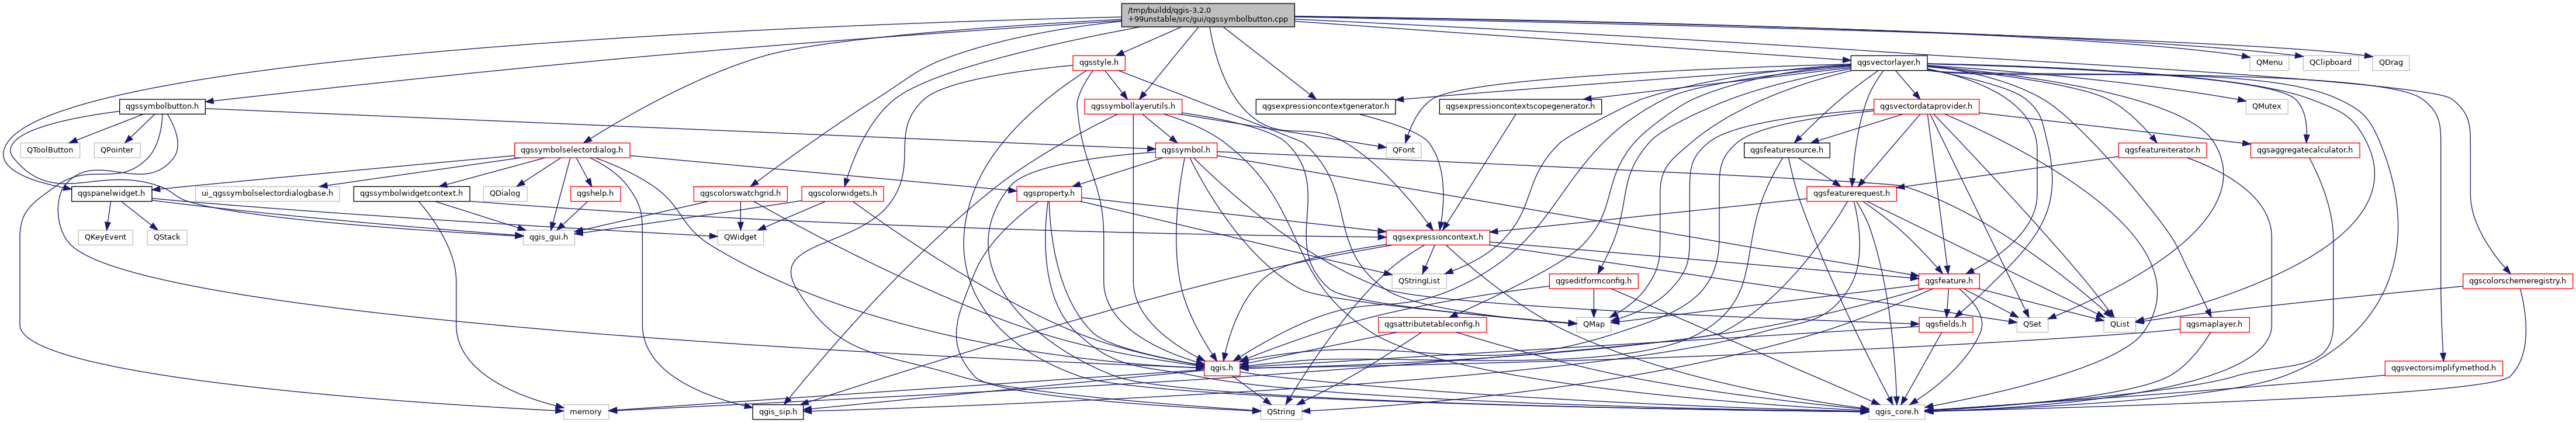 /tmp/buildd/qgis-3.2.0
+99unstable/src/gui/qgssymbolbutton.cpp
qgsstyle.h
qgsvectorlayer.h
QMenu
QClipboard
QDrag
qgssymbolbutton.h
qgssymbollayerutils.h
qgsexpressioncontextgenerator.h
qgsexpressioncontextscopegenerator.h
qgsvectordataprovider.h
QMutex
QToolButton
QPointer
qgssymbolselectordialog.h
qgssymbol.h
QFont
qgsfeaturesource.h
qgsfeatureiterator.h
qgsaggregatecalculator.h
qgspanelwidget.h
ui_qgssymbolselectordialogbase.h
qgssymbolwidgetcontext.h
QDialog
qgshelp.h
qgscolorswatchgrid.h
qgscolorwidgets.h
qgsproperty.h
qgsfeaturerequest.h
QKeyEvent
QStack
qgis_gui.h
QWidget
qgsexpressioncontext.h
QStringList
qgseditformconfig.h
qgsfeature.h
qgscolorschemeregistry.h
qgsattributetableconfig.h
QMap
qgsfields.h
QSet
QList
qgsmaplayer.h
qgis.h
qgsvectorsimplifymethod.h
memory
qgis_sip.h
QString
qgis_core.h